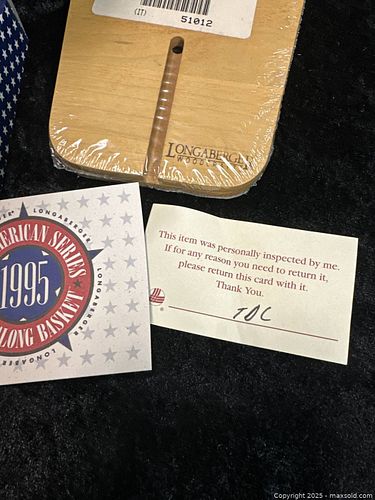 (IT) 51012
LONGABERGER
WOODCRAFTS
LONGABERGER
AMERICAN SERIES
1995
ALONG BASKET
LONGABERGER
This item was personally inspected by me.
If for any reason you need to return it,
please return this card with it.
Thank You.
TDC
Copyright 2025 - maxsold.com